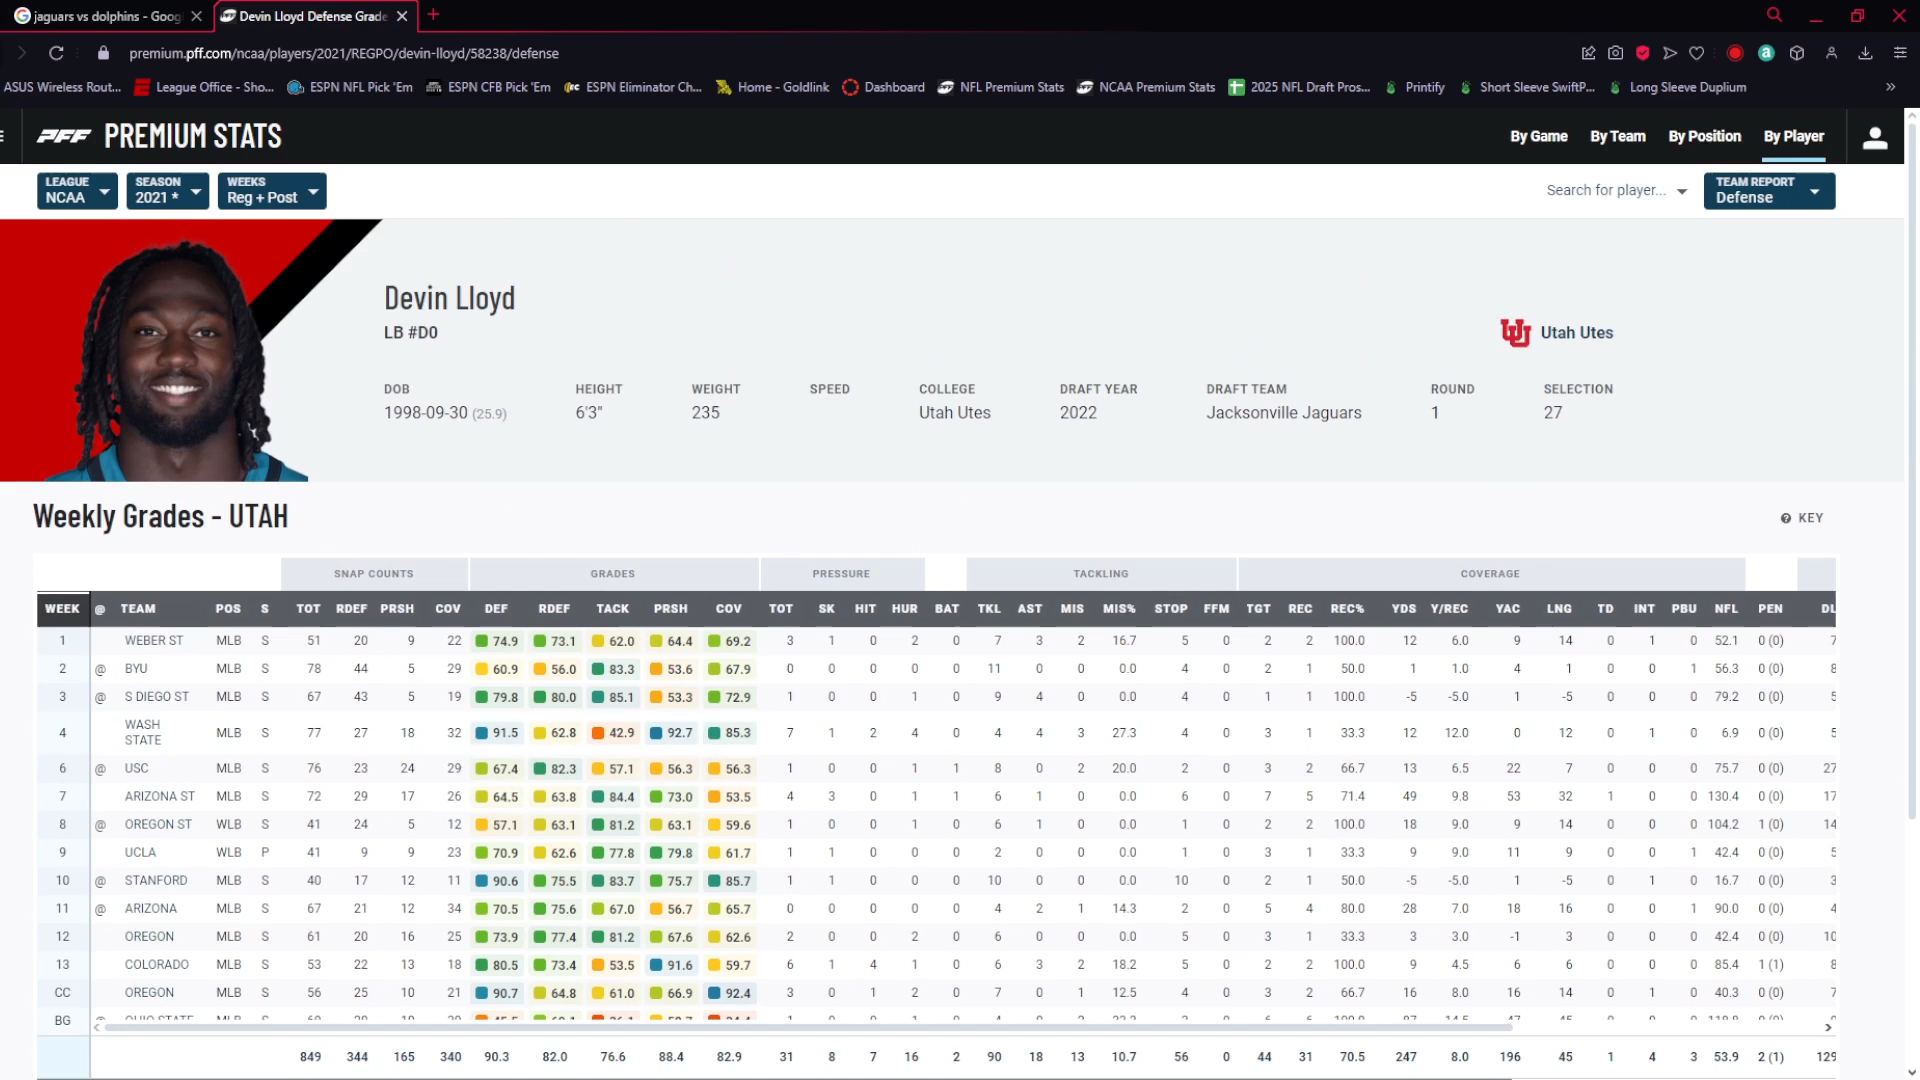 jaguars vs dolphins - Goog
Devin Lloyd Defense Grade
premium.pff.com/ncaa/players/2021/REGPO/devin-lloyd/58238/defense
ASUS Wireless Rout... League Office - Sho... ESPN NFL Pick 'Em ESPN CFB Pick 'Em ESPN Eliminator Ch... Home - Goldlink Dashboard NFL Premium Stats NCAA Premium Stats 2025 NFL Draft Pros... Printify Short Sleeve SwiftP... Long Sleeve Duplium »
PFF PREMIUM STATS By Game By Team By Position By Player
LEAGUE NCAA SEASON 2021 * WEEKS Reg + Post Search for player... TEAM REPORT Defense
Devin Lloyd
LB #D0
Utah Utes
DOB HEIGHT WEIGHT SPEED COLLEGE DRAFT YEAR DRAFT TEAM ROUND SELECTION
1998-09-30 (25.9) 6'3" 235 Utah Utes 2022 Jacksonville Jaguars 1 27
Weekly Grades - UTAH
KEY
SNAP COUNTS GRADES PRESSURE TACKLING COVERAGE
WEEK @ TEAM POS S TOT RDEF PRSH COV DEF RDEF TACK PRSH COV TOT SK HIT HUR BAT TKL AST MIS MIS% STOP FFM TGT REC REC% YDS Y/REC YAC LNG TD INT PBU NFL PEN DL
1 WEBER ST MLB S 51 20 9 22 74.9 73.1 62.0 64.4 69.2 3 1 0 2 0 7 3 2 16.7 5 0 2 2 100.0 12 6.0 9 14 0 1 0 52.1 0 (0) 7
2 @ BYU MLB S 78 44 5 29 60.9 56.0 83.3 53.6 67.9 0 0 0 0 0 11 0 0 0.0 4 0 2 1 50.0 1 1.0 4 1 0 0 1 56.3 0 (0) 8
3 @ S DIEGO ST MLB S 67 43 5 19 79.8 80.0 85.1 53.3 72.9 1 0 0 1 0 9 4 0 0.0 4 0 1 1 100.0 -5 -5.0 1 -5 0 0 0 79.2 0 (0) 5
4 WASH STATE MLB S 77 27 18 32 91.5 62.8 42.9 92.7 85.3 7 1 2 4 0 4 4 3 27.3 4 0 3 1 33.3 12 12.0 0 12 0 1 0 6.9 0 (0) 5
6 @ USC MLB S 76 23 24 29 67.4 82.3 57.1 56.3 56.3 1 0 0 1 1 8 0 2 20.0 2 0 3 2 66.7 13 6.5 22 7 0 0 0 75.7 0 (0) 27
7 ARIZONA ST MLB S 72 29 17 26 64.5 63.8 84.4 73.0 53.5 4 3 0 1 1 6 1 0 0.0 6 0 7 5 71.4 49 9.8 53 32 1 0 0 130.4 0 (0) 17
8 @ OREGON ST WLB S 41 24 5 12 57.1 63.1 81.2 63.1 59.6 1 0 0 1 0 6 1 0 0.0 1 0 2 2 100.0 18 9.0 9 14 0 0 0 104.2 1 (0) 14
9 UCLA WLB P 41 9 9 23 70.9 62.6 77.8 79.8 61.7 1 1 0 0 0 2 0 0 0.0 1 0 3 1 33.3 9 9.0 11 9 0 0 1 42.4 0 (0) 5
10 @ STANFORD MLB S 40 17 12 11 90.6 75.5 83.7 75.7 85.7 1 1 0 0 0 10 0 0 0.0 10 0 2 1 50.0 -5 -5.0 1 -5 0 1 0 16.7 0 (0) 3
11 @ ARIZONA MLB S 67 21 12 34 70.5 75.6 67.0 56.7 65.7 0 0 0 0 0 4 2 1 14.3 2 0 5 4 80.0 28 7.0 18 16 0 0 1 90.0 0 (0) 4
12 OREGON MLB S 61 20 16 25 73.9 77.4 81.2 67.6 62.6 2 0 0 2 0 6 0 0 0.0 5 0 3 1 33.3 3 3.0 -1 3 0 0 0 42.4 0 (0) 10
13 COLORADO MLB S 53 22 13 18 80.5 73.4 53.5 91.6 59.7 6 1 4 1 0 6 3 2 18.2 5 0 2 2 100.0 9 4.5 6 6 0 0 0 85.4 1 (1) 8
CC OREGON MLB S 56 25 10 21 90.7 64.8 61.0 66.9 92.4 3 0 1 2 0 7 0 1 12.5 4 0 3 2 66.7 16 8.0 16 14 0 1 0 40.3 0 (0) 7
BG @ OHIO STATE MLB S
849 344 165 340 90.3 82.0 76.6 88.4 82.9 31 8 7 16 2 90 18 13 10.7 56 0 44 31 70.5 247 8.0 196 45 1 4 3 53.9 2 (1) 129